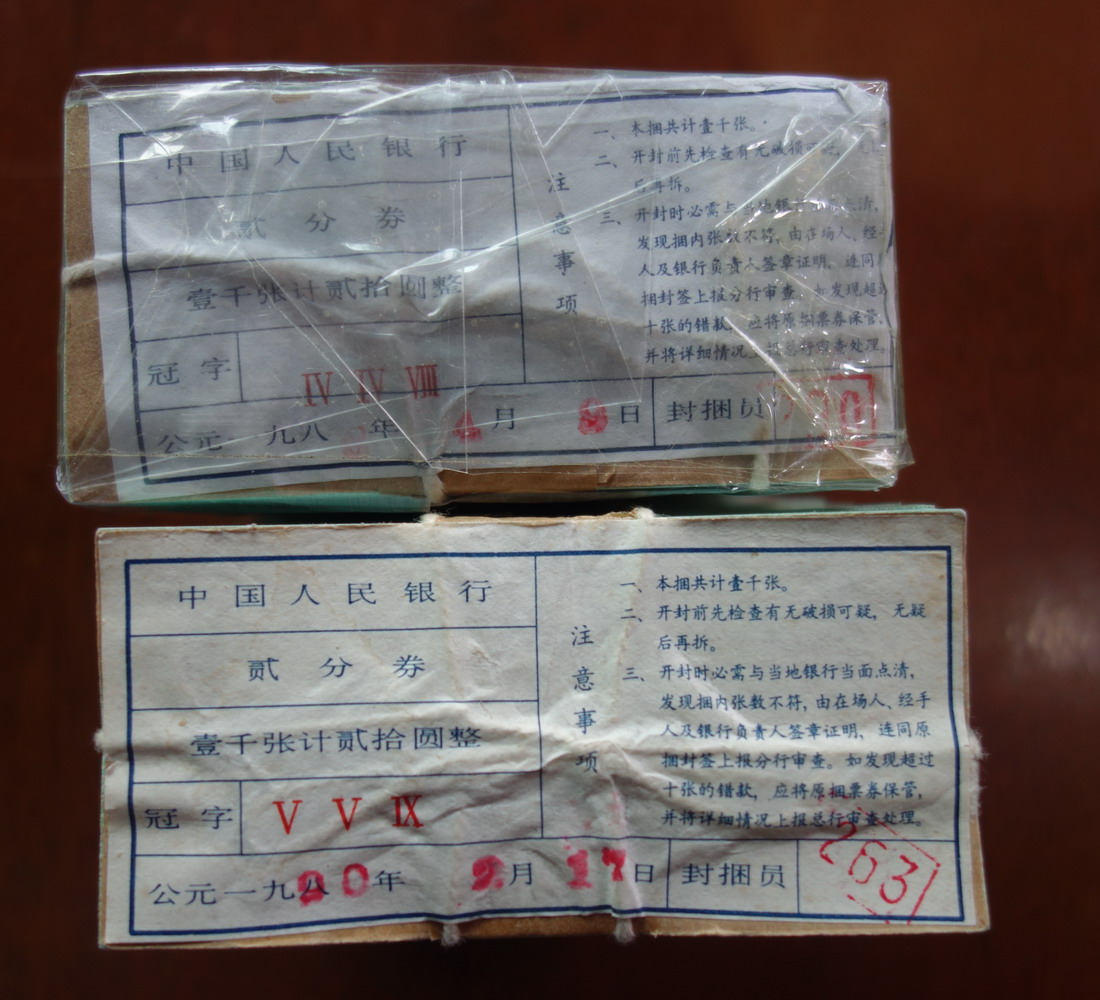 中国人民银行
贰分券
壹千张计贰拾圆整
冠字 IV IV VIII
公元一九八 年 月 日 封捆员
注意事项
一、本捆共计壹千张。
二、开封前先检查有无破损可
后再拆。
三、开封时必需与当地银行 点清,
发现捆内张数不符,由在场人、经
人及银行负责人签章证明, 连同
捆封签上报分行审查 如发现超
十张的错款, 应将原捆票券保管,
并将详细情况上报总行 查处理
中国人民银行
贰分券
壹千张计贰拾圆整
冠字 V V IX
公元一九八 0年 月 17日 封捆员 263
注意事项
一、本捆共计壹千张。
二、开封前先检查有无破损可疑, 无疑
后再拆。
三、开封时必需与当地银行当面点清,
发现捆内张数不符,由在场人、经手
人及银行负责人签章证明, 连同原
捆封签上报分行审查。如发现超过
十张的错款, 应将原捆票券保管,
并将详细情况上报总行审查处理。